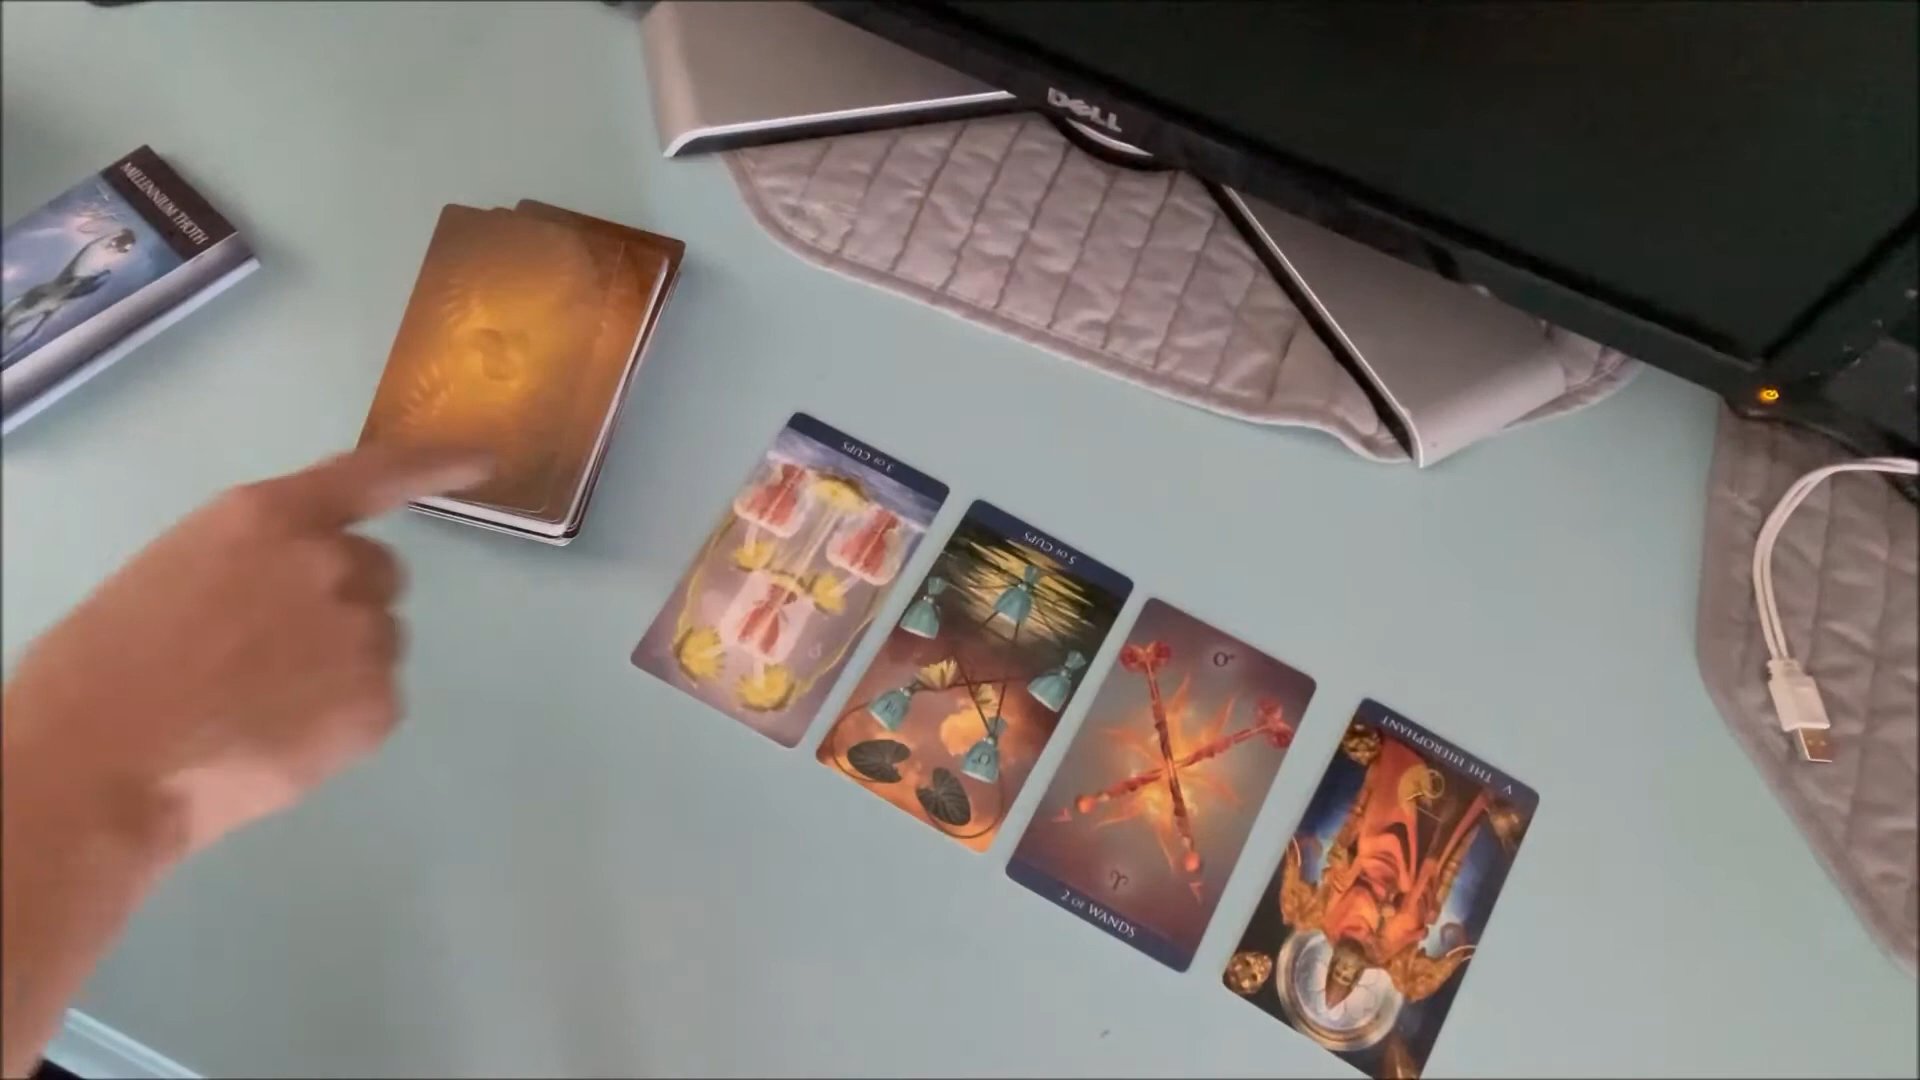 DELL
MILLENNIUM THOTH
3 OF CUPS
5 OF CUPS
2 OF WANDS
V
THE HIEROPHANT